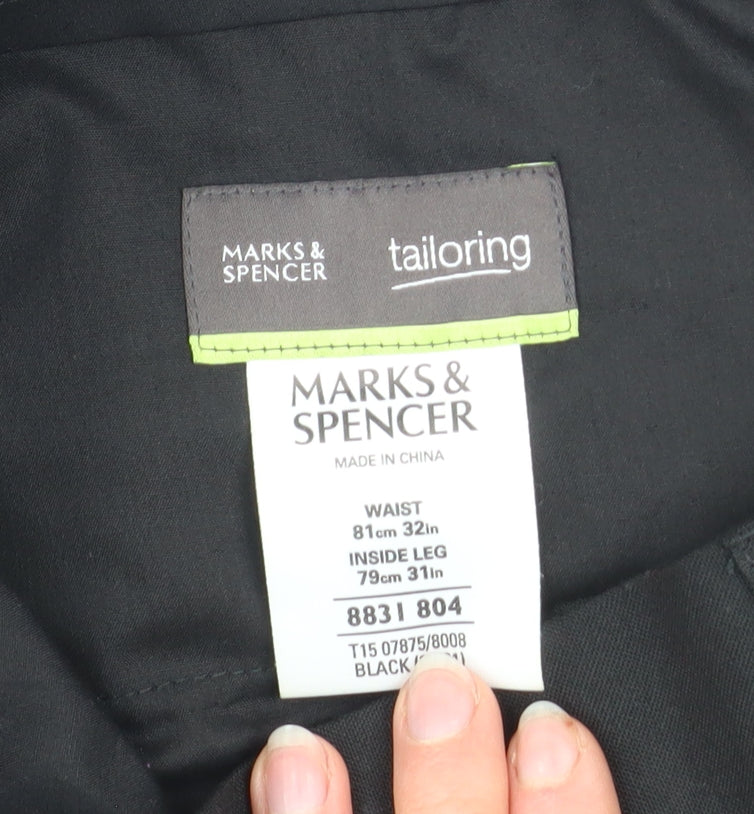 MARKS &
SPENCER
tailoring
MARKS &
SPENCER
MADE IN CHINA
WAIST
81cm 32in
INSIDE LEG
79cm 31in
8831 804
T15 07875/8008
BLACK